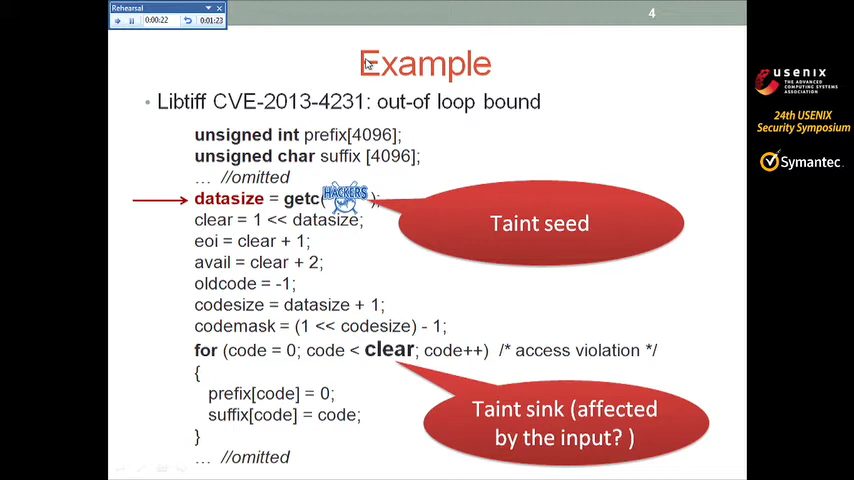 Rehearsal
0:00:22
0:01:23
4
Example
usenix
THE ADVANCED
COMPUTING SYSTEMS
ASSOCIATION
24th USENIX
Security Symposium
Symantec.
• Libtiff CVE-2013-4231: out-of loop bound
unsigned int prefix[4096];
unsigned char suffix [4096];
… //omitted
datasize = getc(HACKERS);
clear = 1 << datasize;
eoi = clear + 1;
avail = clear + 2;
oldcode = -1;
codesize = datasize + 1;
codemask = (1 << codesize) - 1;
for (code = 0; code < clear; code++) /* access violation */
{
prefix[code] = 0;
suffix[code] = code;
}
… //omitted
Taint seed
Taint sink (affected
by the input? )